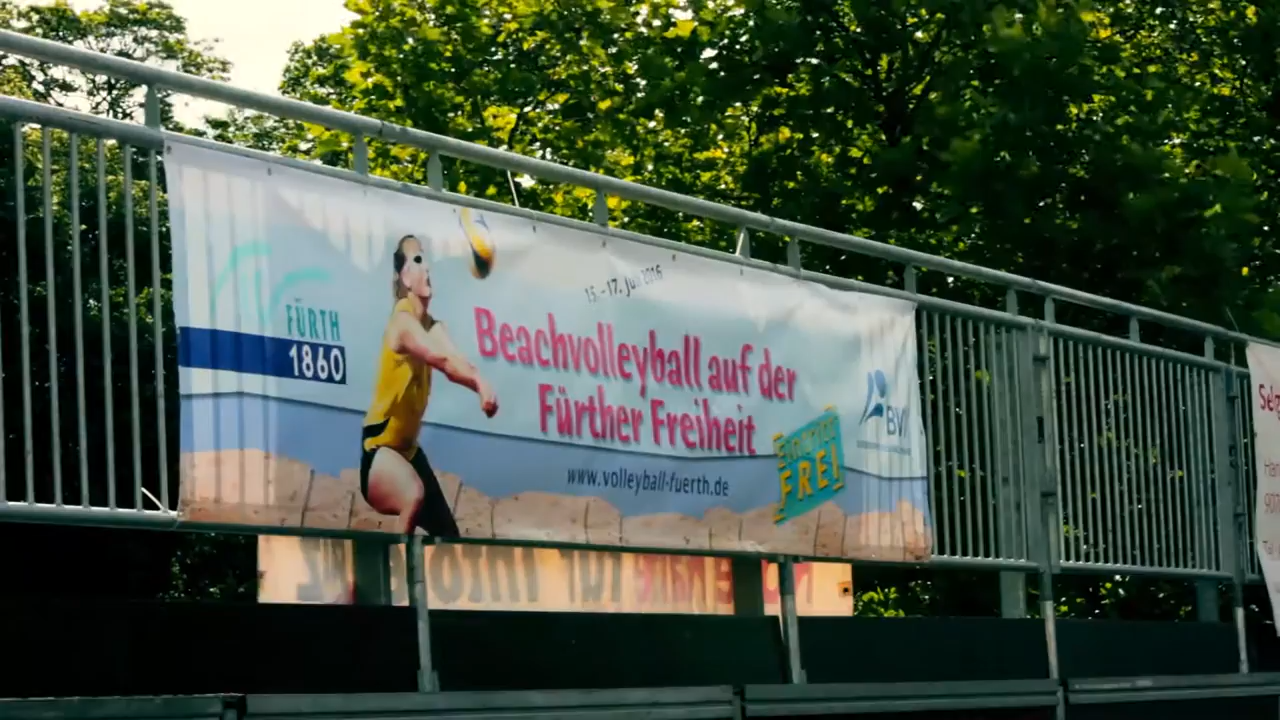 15.-17. Juli 2016
Beachvolleyball auf der
Fürther Freiheit
www.volleyball-fuerth.de
Eintritt
FREI
FÜRTH
1860
BVV